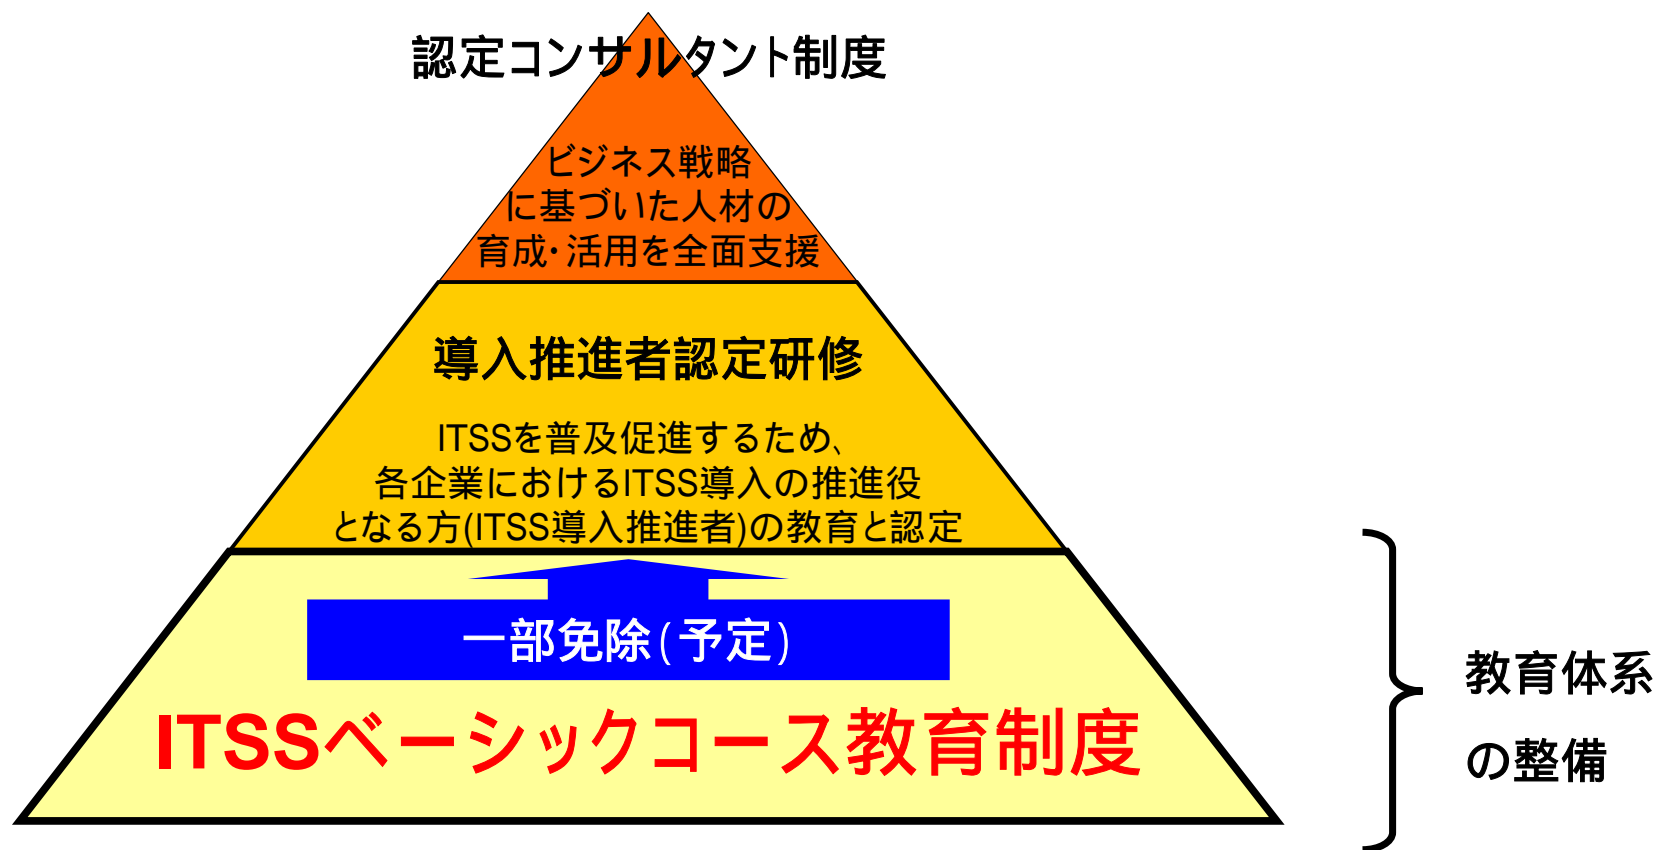 認定コンサルタント制度
ビジネス戦略
に基づいた人材の
育成・活用を全面支援
導入推進者認定研修
ITSSを普及促進するため、
各企業におけるITSS導入の推進役
となる方(ITSS導入推進者)の教育と認定
一部免除(予定)
ITSSベーシックコース教育制度
教育体系
の整備